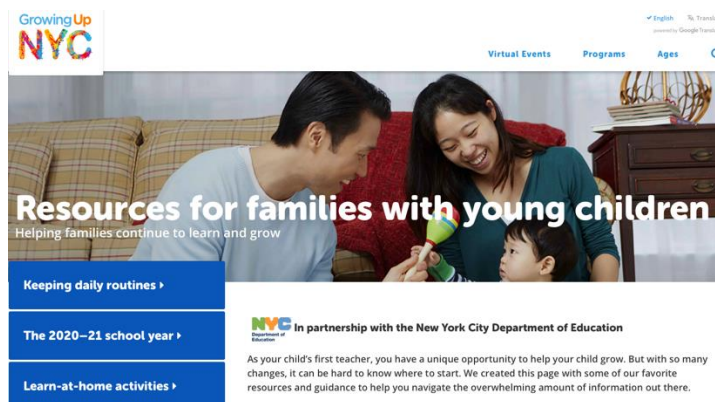 Growing Up
NYC
English
powered by Google
Virtual Events
Programs
Ages
Resources for families with young children
Helping families continue to learn and grow
Keeping daily routines
The 2020–21 school year
Learn-at-home activities
NYC
Department of
Education
In partnership with the New York City Department of Education
As your child's first teacher, you have a unique opportunity to help your child grow. But with so many
changes, it can be hard to know where to start. We created this page with some of our favorite
resources and guidance to help you navigate the overwhelming amount of information out there.